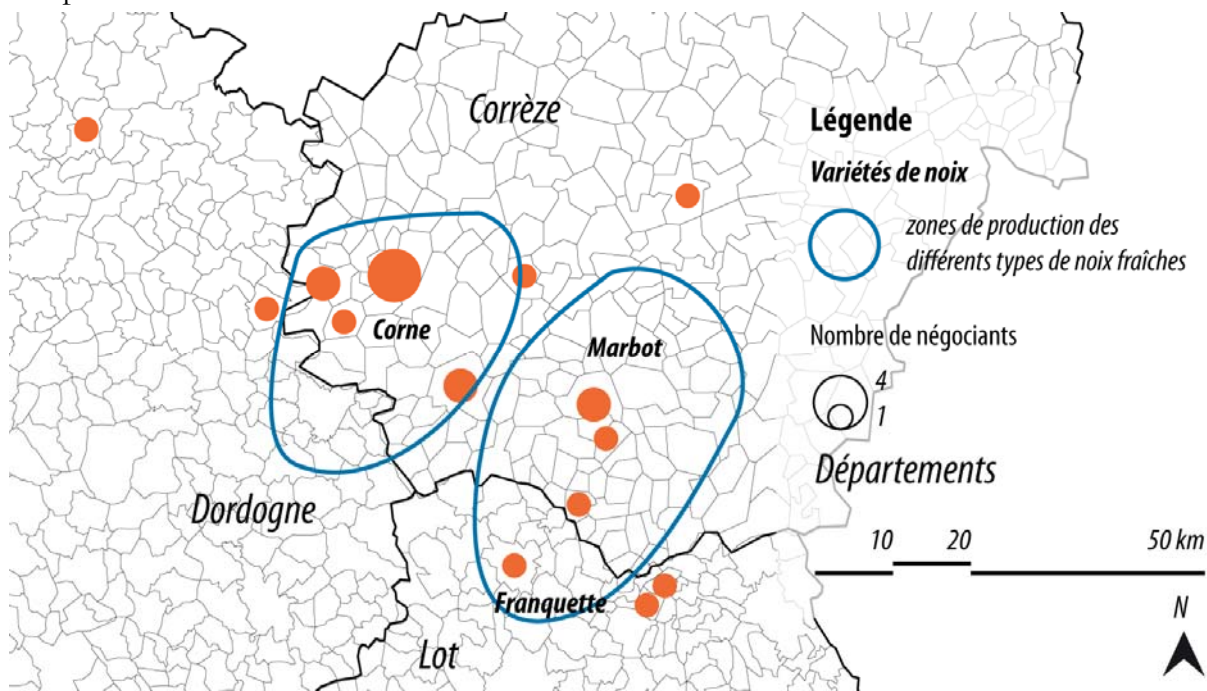 Corrèze
Légende
Variétés de noix
zones de production des
différents types de noix fraîches
Corne
Marbot
Nombre de négociants
4
1
Départements
Dordogne
10 20 50 km
Franquette
N
Lot